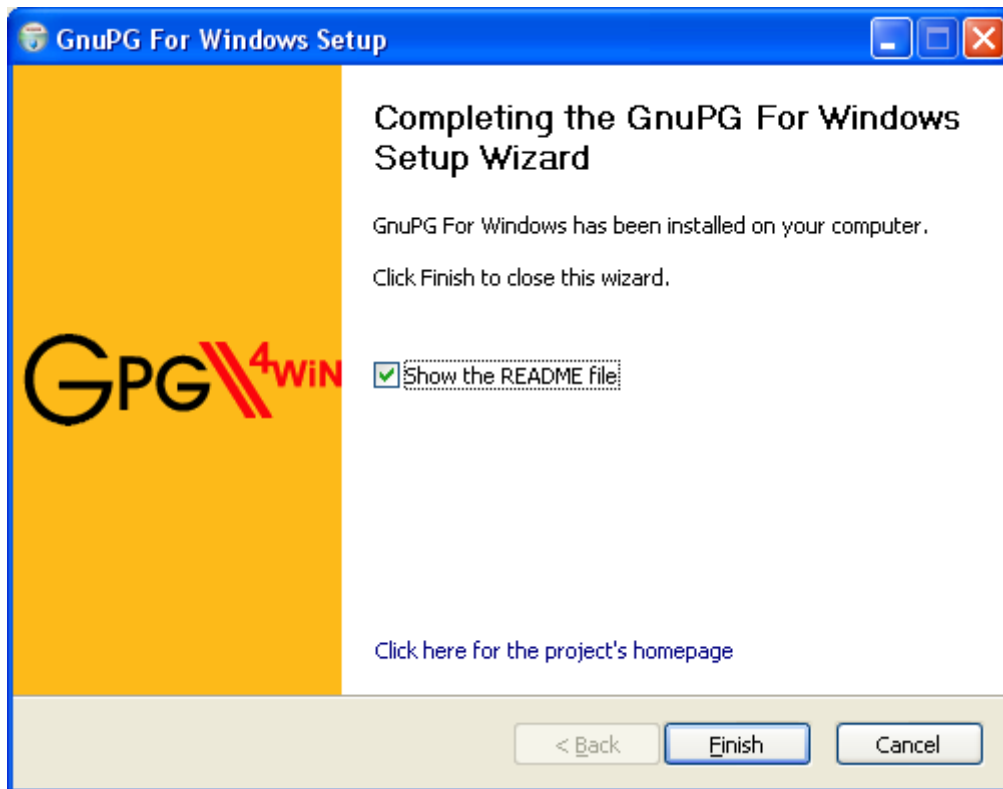 GnuPG For Windows Setup
Completing the GnuPG For Windows
Setup Wizard
GnuPG For Windows has been installed on your computer.
Click Finish to close this wizard.
GPG4WiN
Show the README file
Click here for the project's homepage
< Back
Finish
Cancel